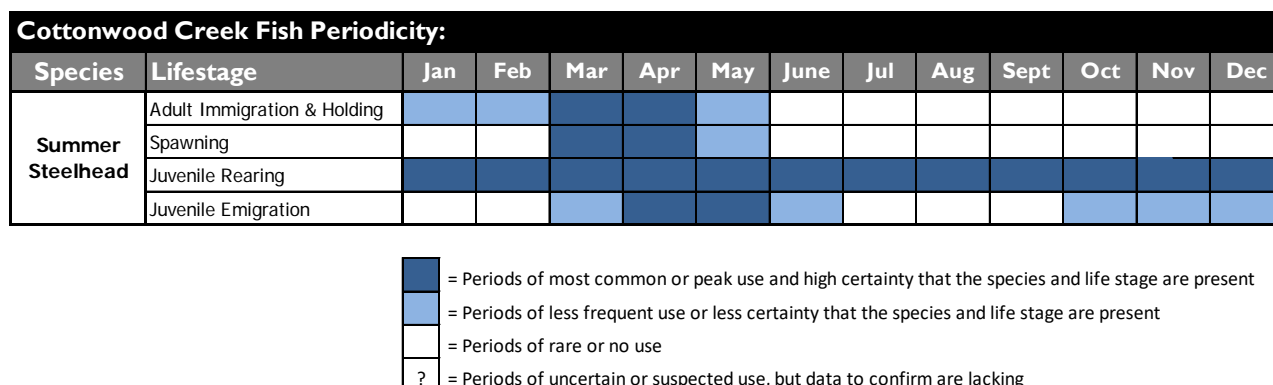 Cottonwood Creek Fish Periodicity:
Species Lifestage Jan Feb Mar Apr May June Jul Aug Sept Oct Nov Dec
Summer Steelhead
Adult Immigration & Holding
Spawning
Juvenile Rearing
Juvenile Emigration
= Periods of most common or peak use and high certainty that the species and life stage are present
= Periods of less frequent use or less certainty that the species and life stage are present
= Periods of rare or no use
? = Periods of uncertain or suspected use, but data to confirm are lacking